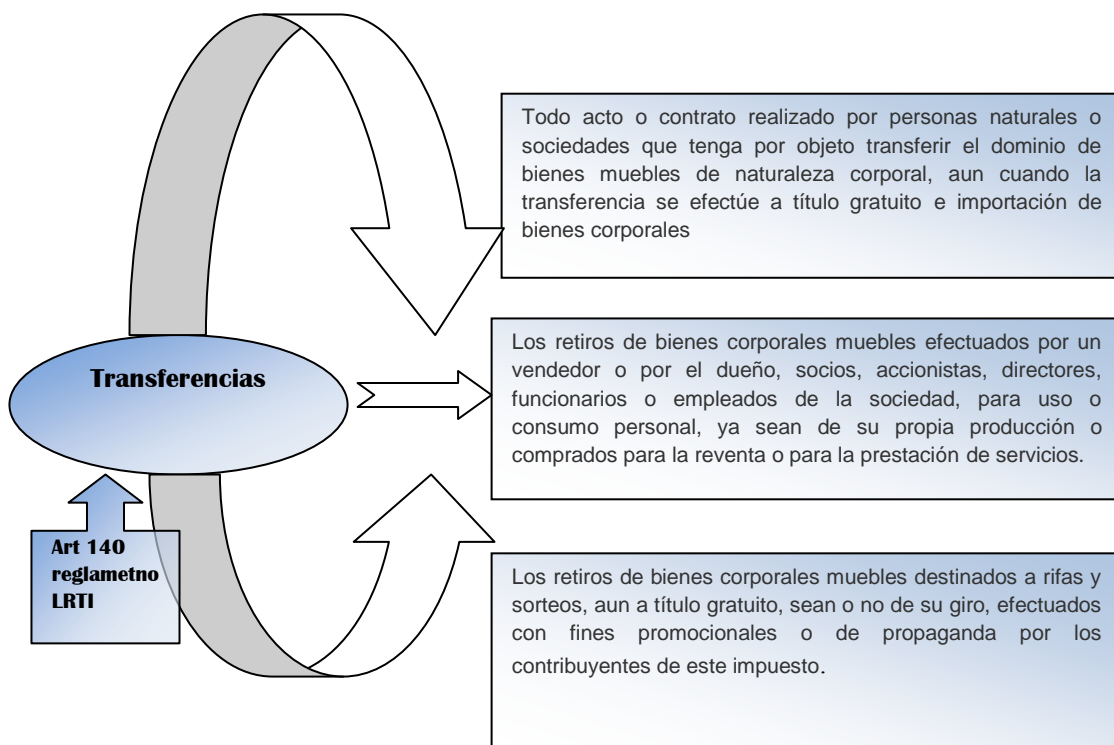 Todo acto o contrato realizado por personas naturales o
sociedades que tenga por objeto transferir el dominio de
bienes muebles de naturaleza corporal, aun cuando la
transferencia se efectúe a título gratuito e importación de
bienes corporales
Transferencias
Los retiros de bienes corporales muebles efectuados por un
vendedor o por el dueño, socios, accionistas, directores,
funcionarios o empleados de la sociedad, para uso o
consumo personal, ya sean de su propia producción o
comprados para la reventa o para la prestación de servicios.
Art 140
reglametno
LRTI
Los retiros de bienes corporales muebles destinados a rifas y
sorteos, aun a título gratuito, sean o no de su giro, efectuados
con fines promocionales o de propaganda por los
contribuyentes de este impuesto.